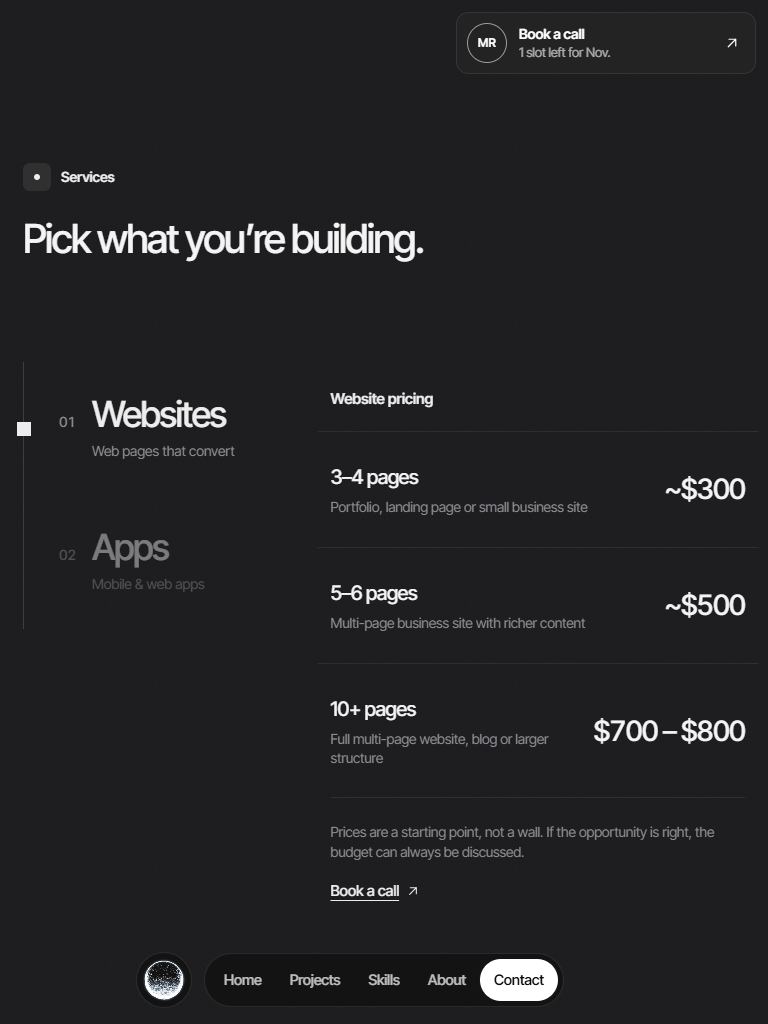 MR
Book a call
1 slot left for Nov.
Services
Pick what you’re building.
01
Websites
Web pages that convert
02
Apps
Mobile & web apps
Website pricing
3–4 pages
Portfolio, landing page or small business site
~$300
5–6 pages
Multi-page business site with richer content
~$500
10+ pages
Full multi-page website, blog or larger
structure
$700 – $800
Prices are a starting point, not a wall. If the opportunity is right, the
budget can always be discussed.
Book a call
Home
Projects
Skills
About
Contact